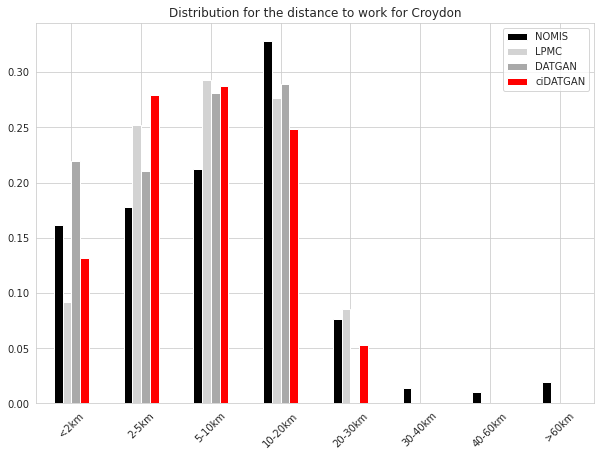 Distribution for the distance to work for Croydon
NOMIS
LPMC
DATGAN
ciDATGAN
0.30
0.25
0.20
0.15
0.10
0.05
0.00
<2km
2-5km
5-10km
10-20km
20-30km
30-40km
40-60km
>60km